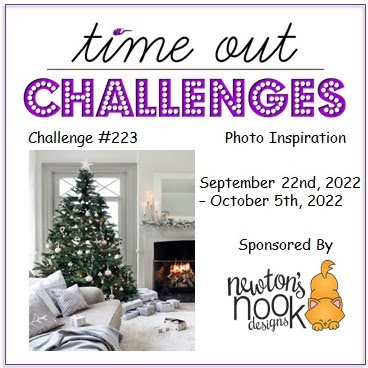 time out
CHALLENGES
Challenge #223 Photo Inspiration
September 22nd, 2022
– October 5th, 2022
Sponsored By
newton's
nook
designs